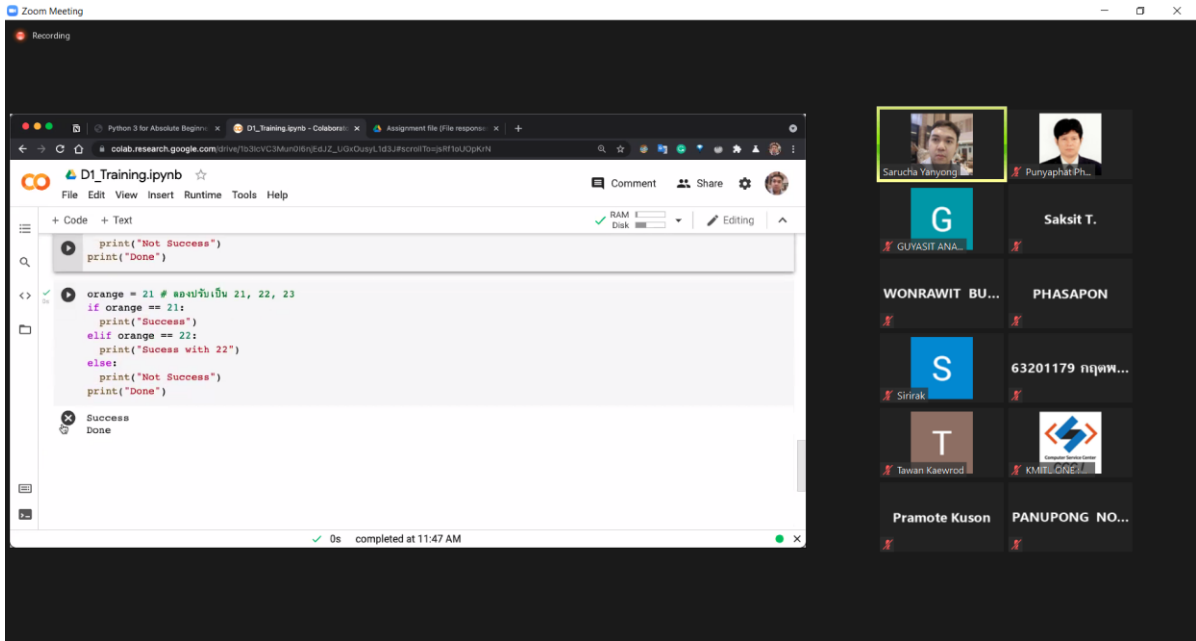 Zoom Meeting
Recording
Python 3 for Absolute Beginne
D1_Training.ipynb - Colaborato
Assignment file (File response
colab.research.google.com/drive/
D1_Training.ipynb
Comment
Share
File Edit View Insert Runtime Tools Help
+ Code + Text
RAM
Disk
Editing
print("Not Success")
print("Done")
orange = 21 # ลองปรับเป็น 21, 22, 23
if orange == 21:
print("Success")
elif orange == 22:
print("Sucess with 22")
else:
print("Not Success")
print("Done")
Success
Done
0s completed at 11:47 AM
Sarucha Yanyong
Punyaphat Ph...
G
GUYASIT ANA...
Saksit T.
WONRAWIT BU...
PHASAPON
S
Sirirak
63201179 กฤตพ...
T
Tawan Kaewrod
Computer Service Center
KMITL ONE
Pramote Kuson
PANUPONG NO...